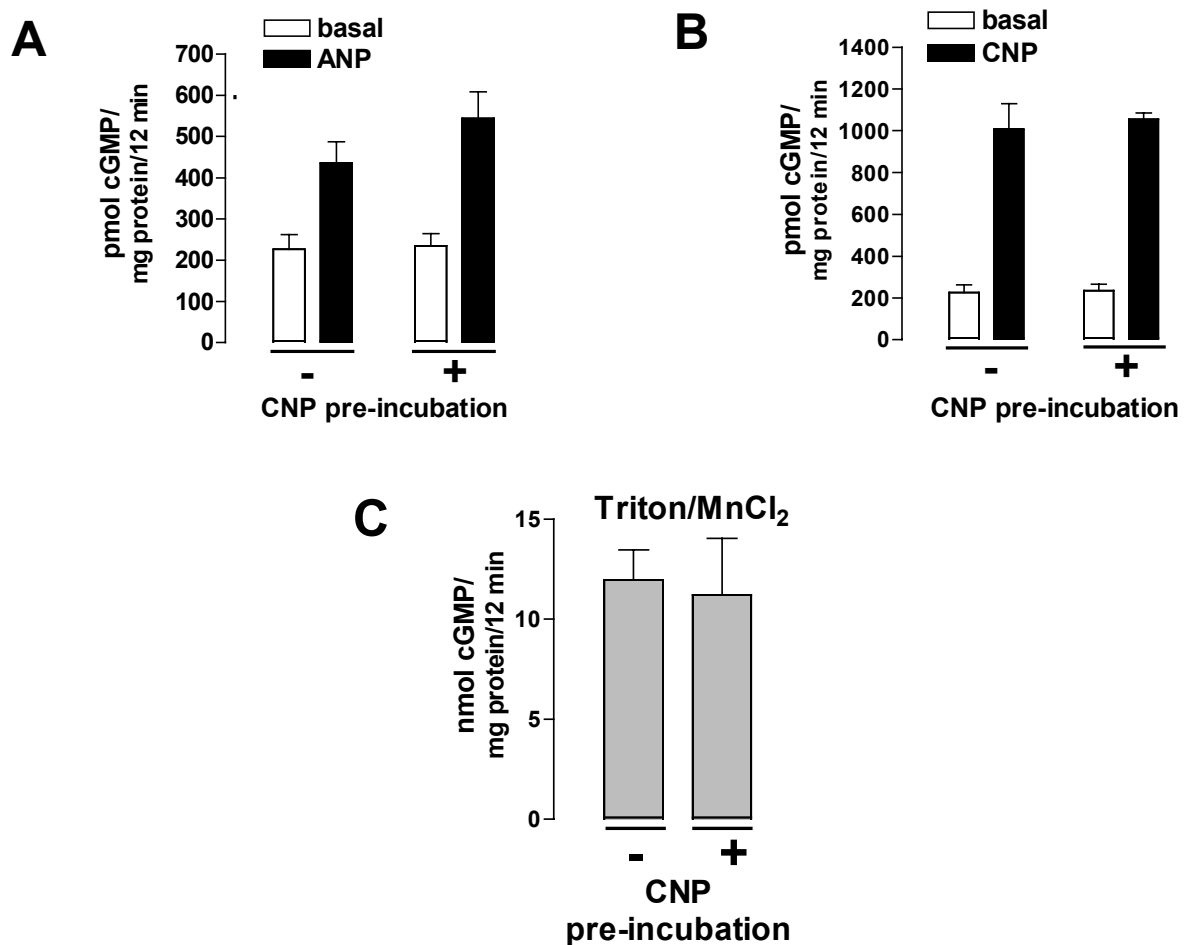 A
basal
ANP
pmol cGMP/
mg protein/12 min
700
600
500
400
300
200
100
0
- +
CNP pre-incubation
B
basal
CNP
pmol cGMP/
mg protein/12 min
1400
1200
1000
800
600
400
200
0
- +
CNP pre-incubation
C
Triton/MnCl₂
nmol cGMP/
mg protein/12 min
15
10
5
0
- +
CNP
pre-incubation